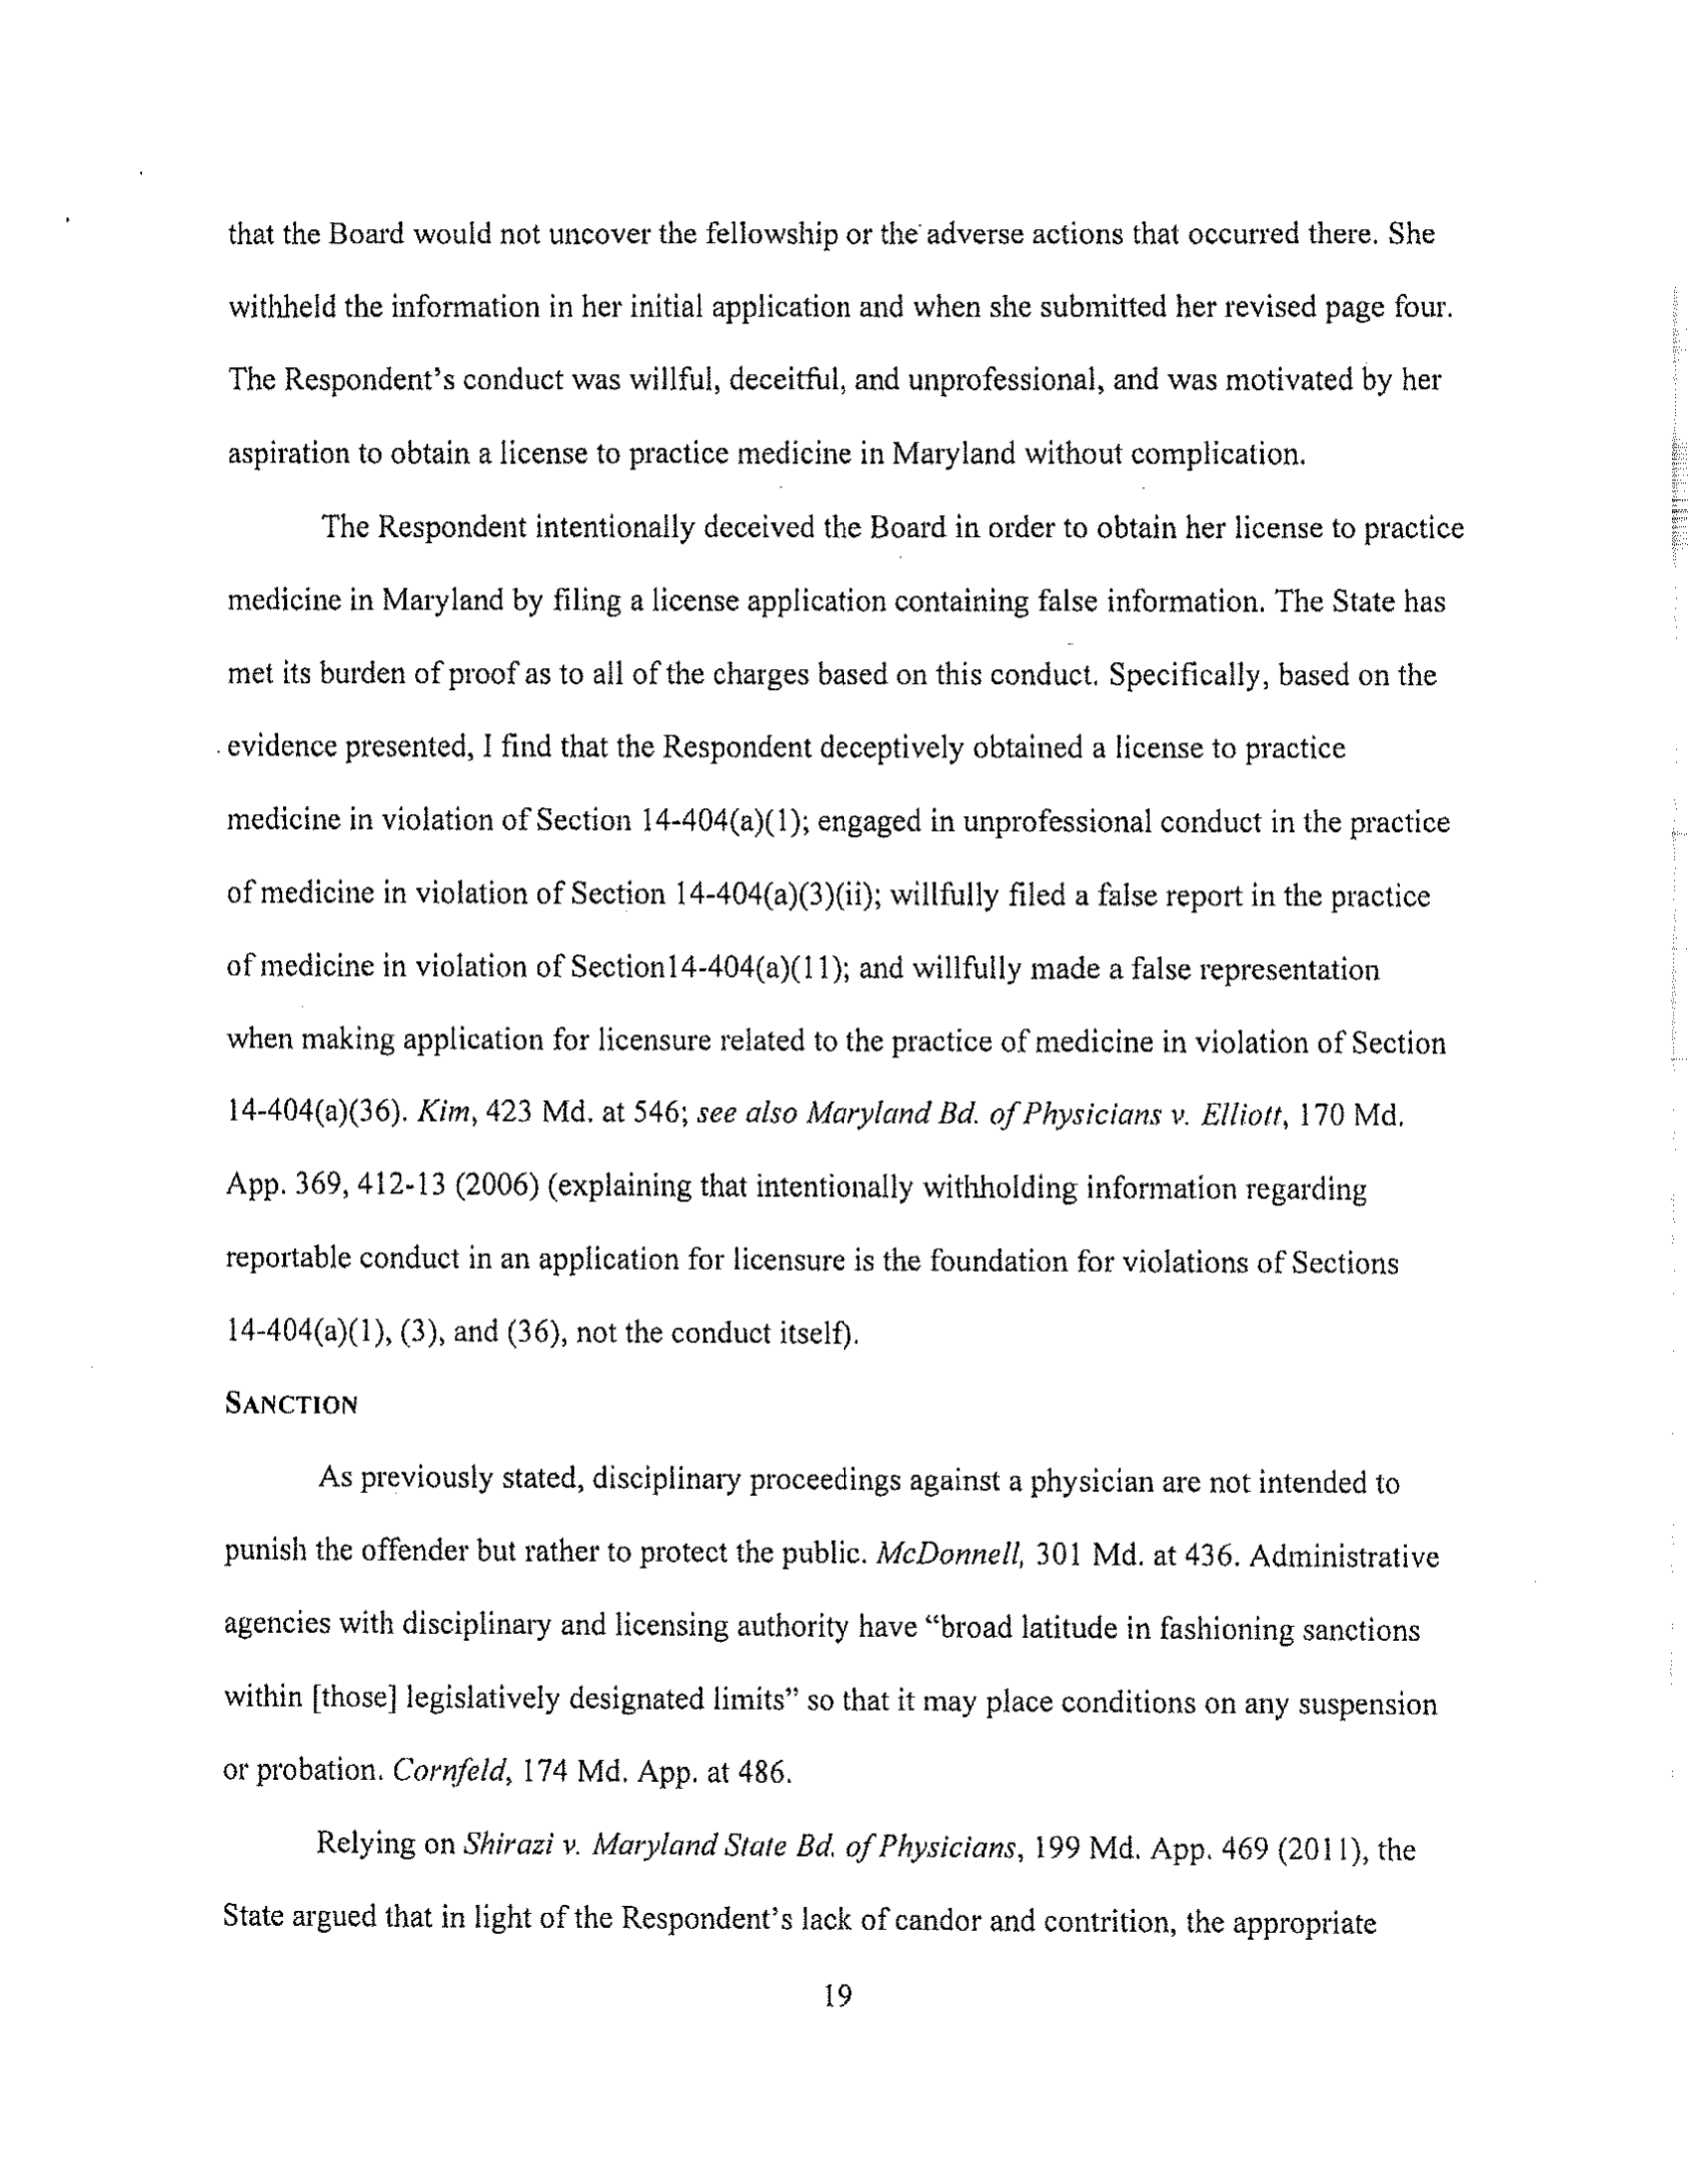 that the Board would not uncover the fellowship or the adverse actions that occurred there. She
withheld the information in her initial application and when she submitted her revised page four.
The Respondent's conduct was willful, deceitful, and unprofessional, and was motivated by her
aspiration to obtain a license to practice medicine in Maryland without complication.
The Respondent intentionally deceived the Board in order to obtain her license to practice
medicine in Maryland by filing a license application containing false information. The State has
met its burden of proof as to all of the charges based on this conduct. Specifically, based on the
evidence presented, I find that the Respondent deceptively obtained a license to practice
medicine in violation of Section 14-404(a)(1); engaged in unprofessional conduct in the practice
of medicine in violation of Section 14-404(a)(3)(ii); willfully filed a false report in the practice
of medicine in violation of Section14-404(a)(11); and willfully made a false representation
when making application for licensure related to the practice of medicine in violation of Section
14-404(a)(36). Kim, 423 Md. at 546; see also Maryland Bd. of Physicians v. Elliott, 170 Md.
App. 369, 412-13 (2006) (explaining that intentionally withholding information regarding
reportable conduct in an application for licensure is the foundation for violations of Sections
14-404(a)(1), (3), and (36), not the conduct itself).
SANCTION
As previously stated, disciplinary proceedings against a physician are not intended to
punish the offender but rather to protect the public. McDonnell, 301 Md. at 436. Administrative
agencies with disciplinary and licensing authority have "broad latitude in fashioning sanctions
within [those] legislatively designated limits" so that it may place conditions on any suspension
or probation. Cornfeld, 174 Md. App. at 486.
Relying on Shirazi v. Maryland State Bd. of Physicians, 199 Md. App. 469 (2011), the
State argued that in light of the Respondent's lack of candor and contrition, the appropriate
19